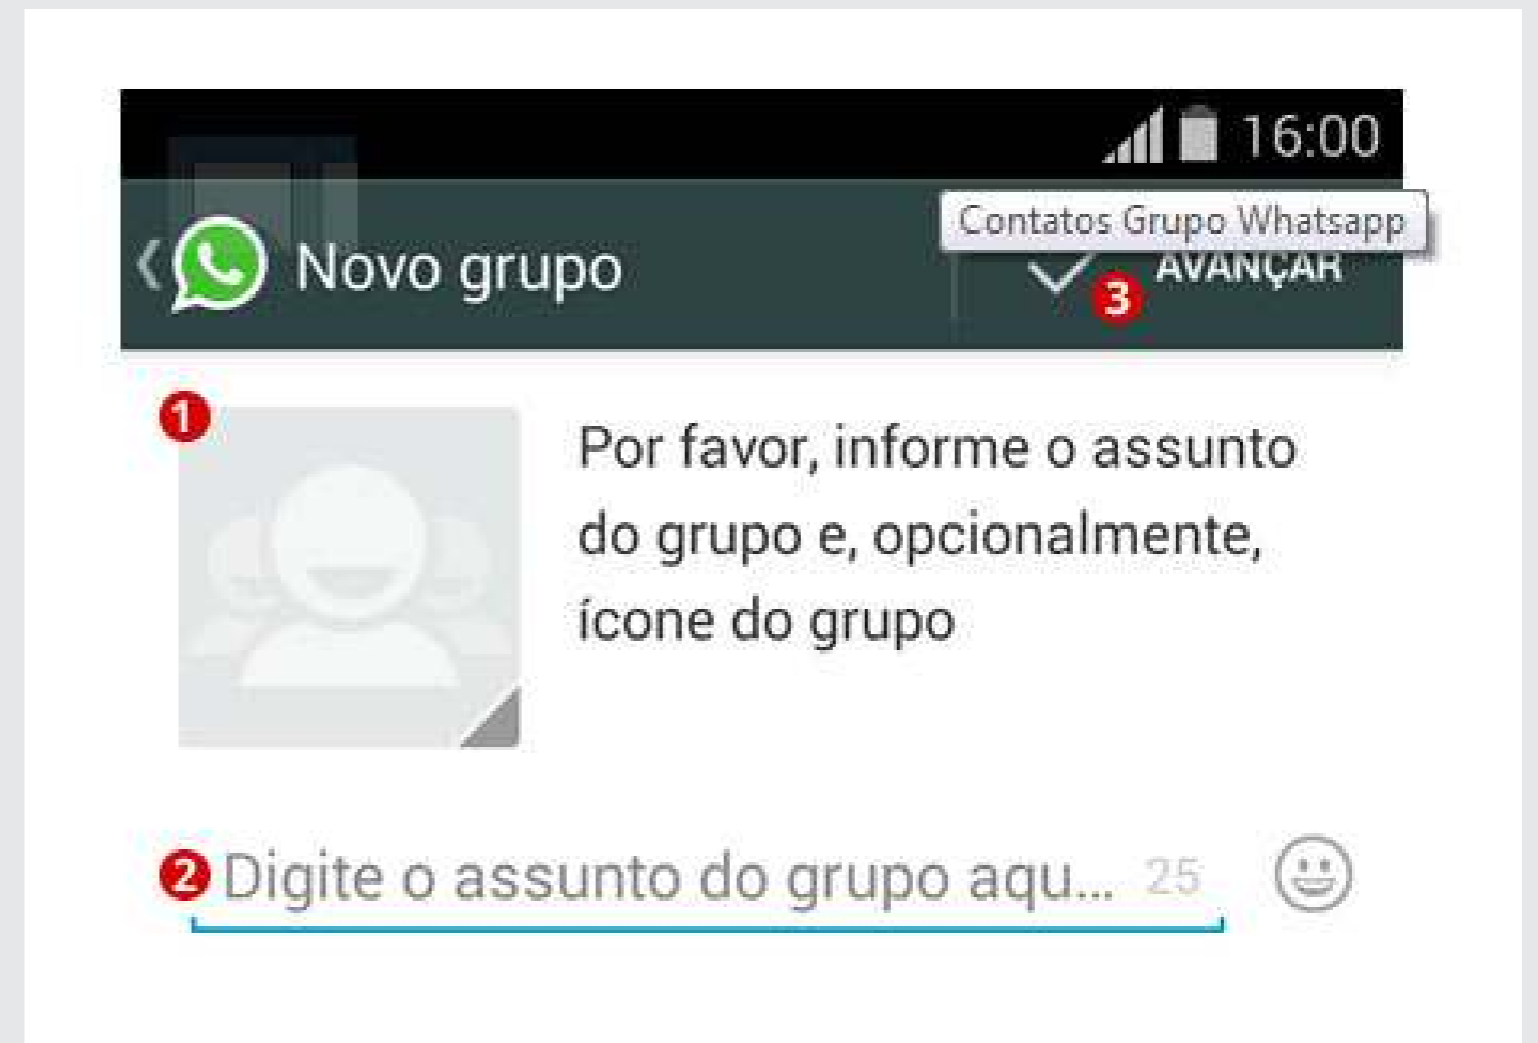 16:00
Contatos Grupo Whatsapp
Novo grupo
3
AVANÇAR
1
Por favor, informe o assunto
do grupo e, opcionalmente,
ícone do grupo
2 Digite o assunto do grupo aqu... 25